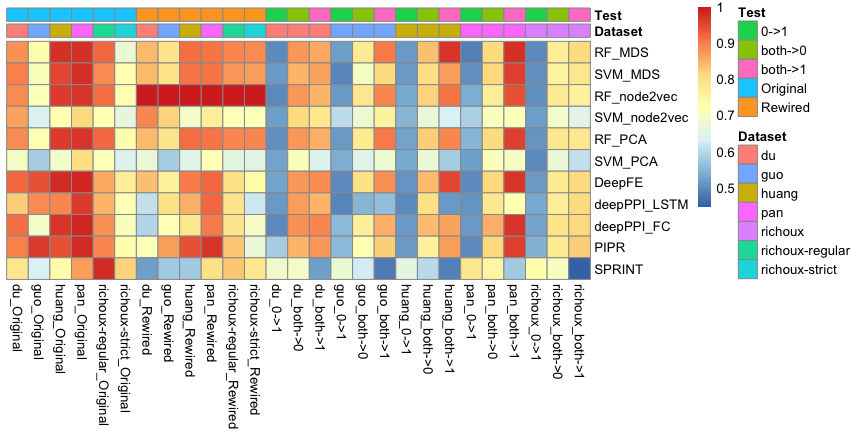 Test
Dataset
RF_MDS
SVM_MDS
RF_node2vec
SVM_node2vec
RF_PCA
SVM_PCA
DeepFE
deepPPI_LSTM
deepPPI_FC
PIPR
SPRINT
du_Original
guo_Original
huang_Original
pan_Original
richoux-regular_Original
richoux-strict_Original
du_Rewired
guo_Rewired
huang_Rewired
pan_Rewired
richoux-regular_Rewired
richoux-strict_Rewired
du_0->1
du_both->0
du_both->1
guo_0->1
guo_both->0
guo_both->1
huang_0->1
huang_both->0
huang_both->1
pan_0->1
pan_both->0
pan_both->1
richoux_0->1
richoux_both->0
richoux_both->1
1
0.9
0.8
0.7
0.6
0.5
Test
0->1
both->0
both->1
Original
Rewired
Dataset
du
guo
huang
pan
richoux
richoux-regular
richoux-strict